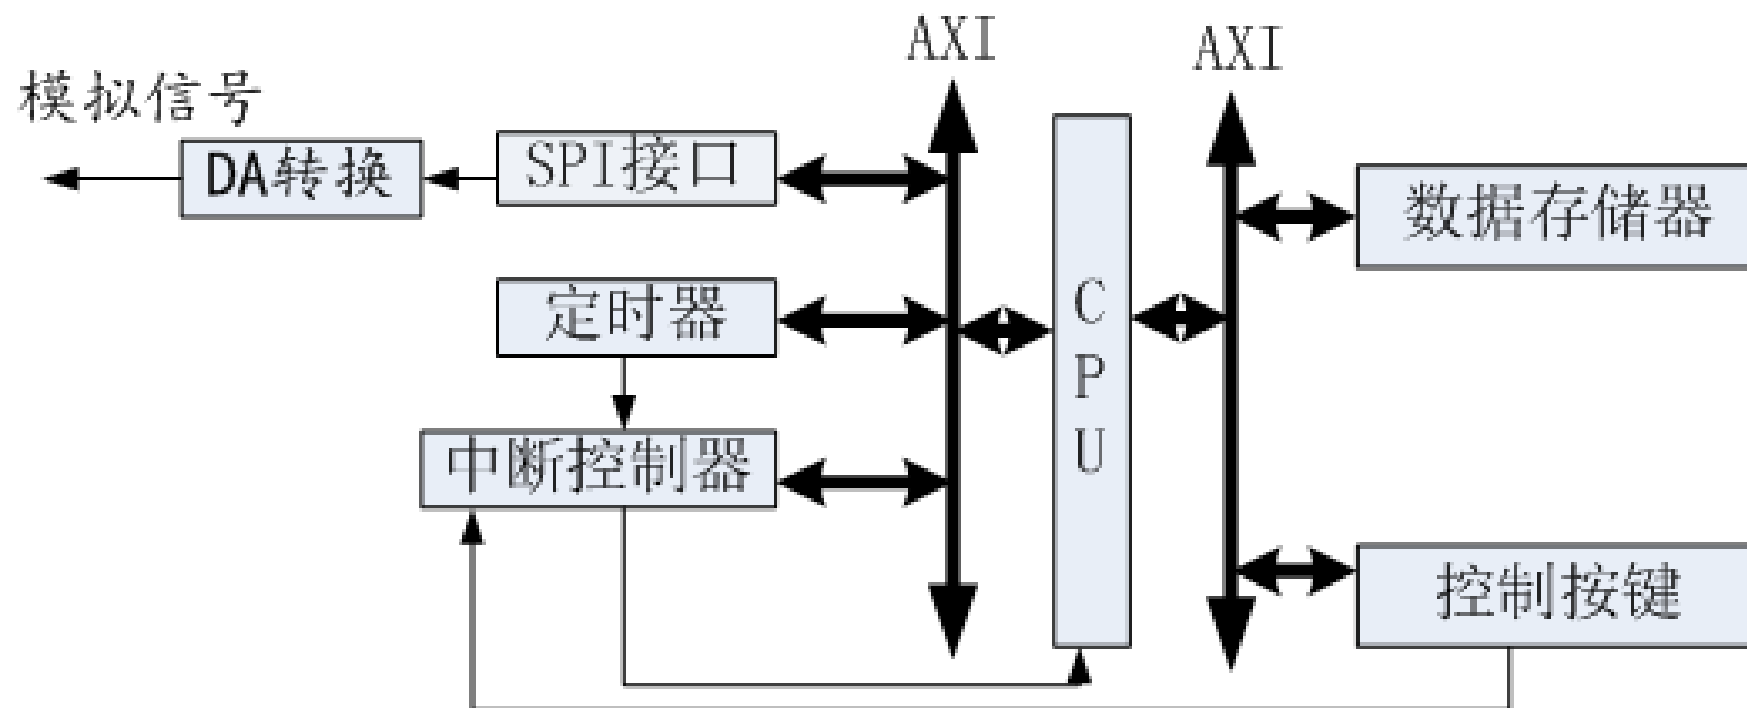 AXI
AXI
模拟信号
DA转换
SPI接口
数据存储器
定时器
CPU
中断控制器
控制按键